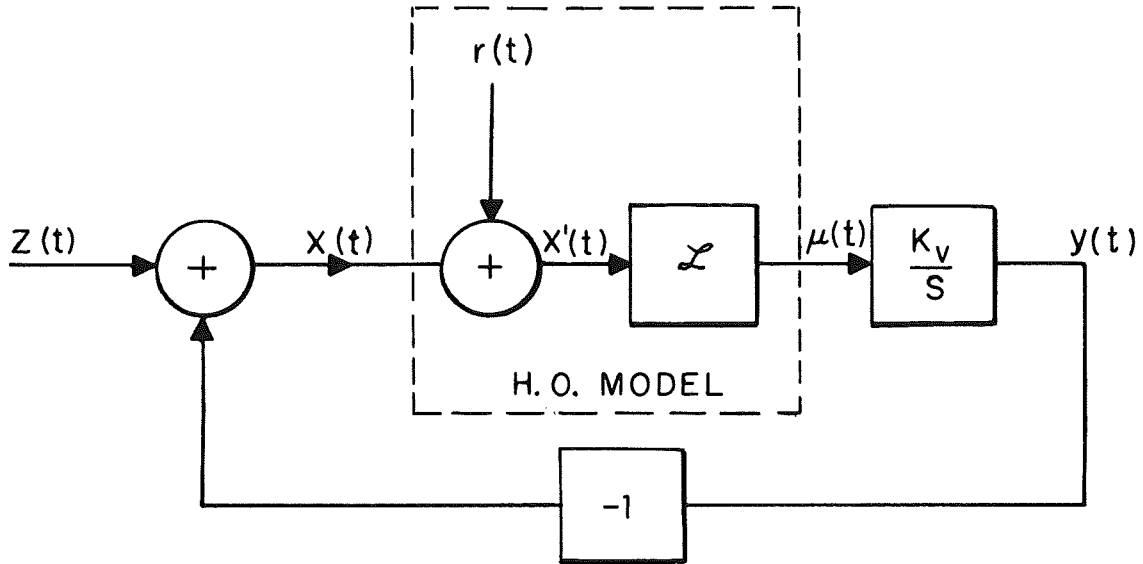 r(t)
z(t)
+
x(t)
+
x'(t)
ℒ
μ(t)
K_v
S
y(t)
H. O. MODEL
-1